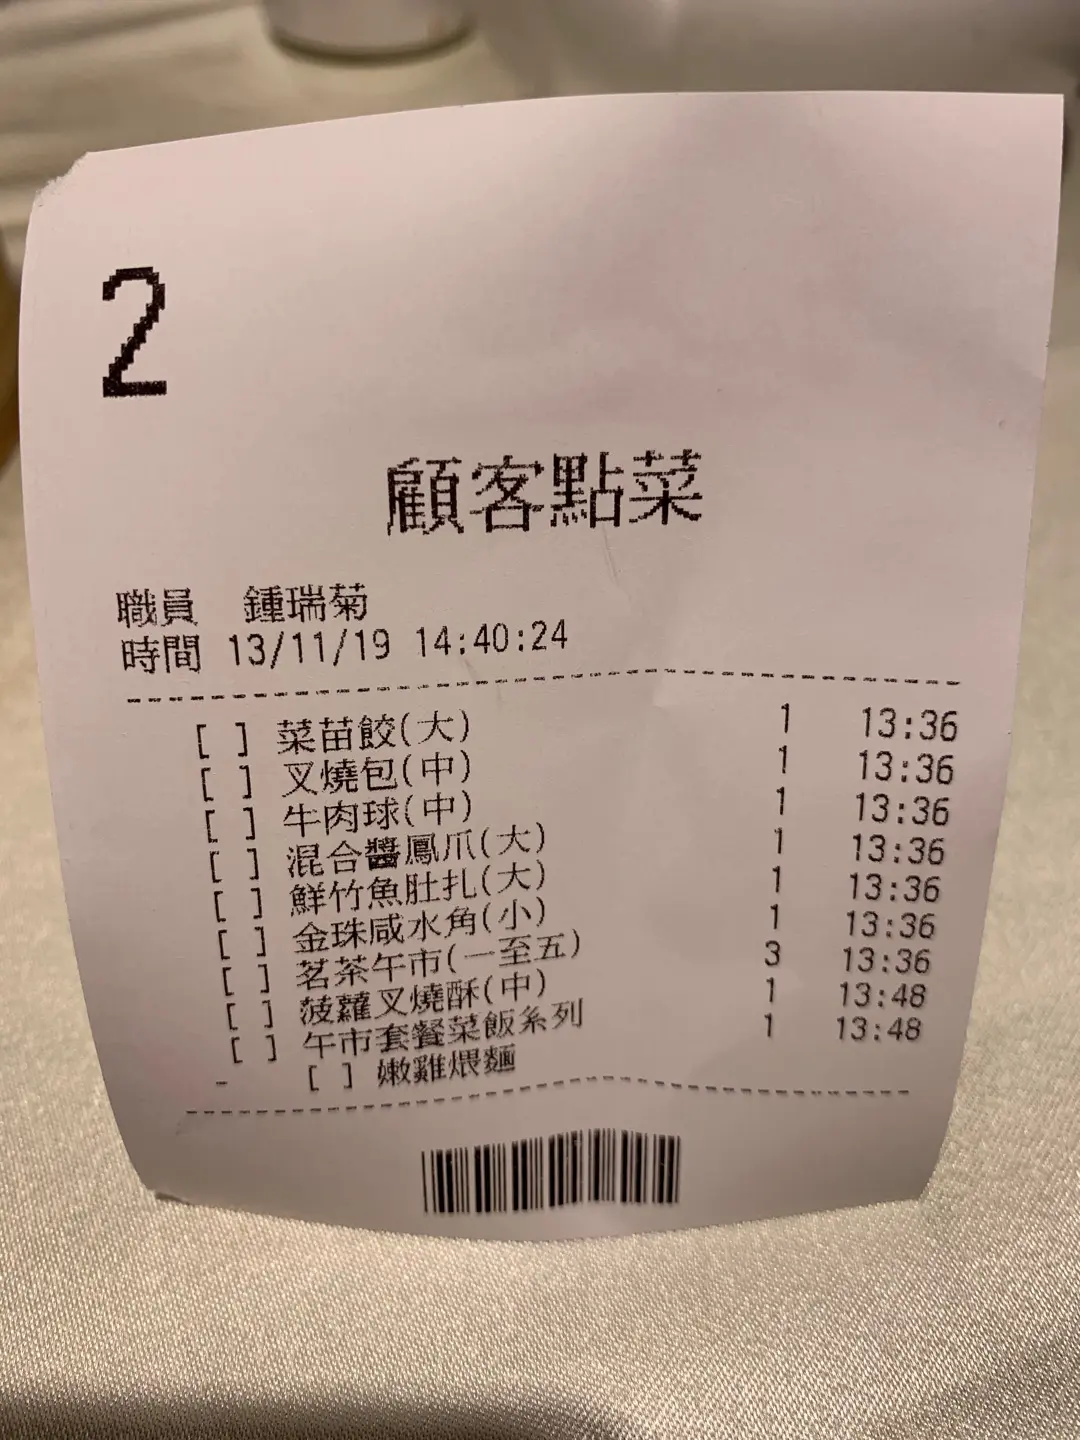 2
顧客點菜
職員 鍾瑞菊
時間 13/11/19 14:40:24
[ ] 菜苗餃(大) 1 13:36
[ ] 叉燒包(中) 1 13:36
[ ] 牛肉球(中) 1 13:36
[ ] 混合醬鳳爪(大) 1 13:36
[ ] 鮮竹魚肚扎(大) 1 13:36
[ ] 金珠咸水角(小) 1 13:36
[ ] 茗茶午市(一至五) 3 13:36
[ ] 菠蘿叉燒酥(中) 1 13:48
[ ] 午市套餐菜飯系列 1 13:48
- [ ] 嫩雞煨麵